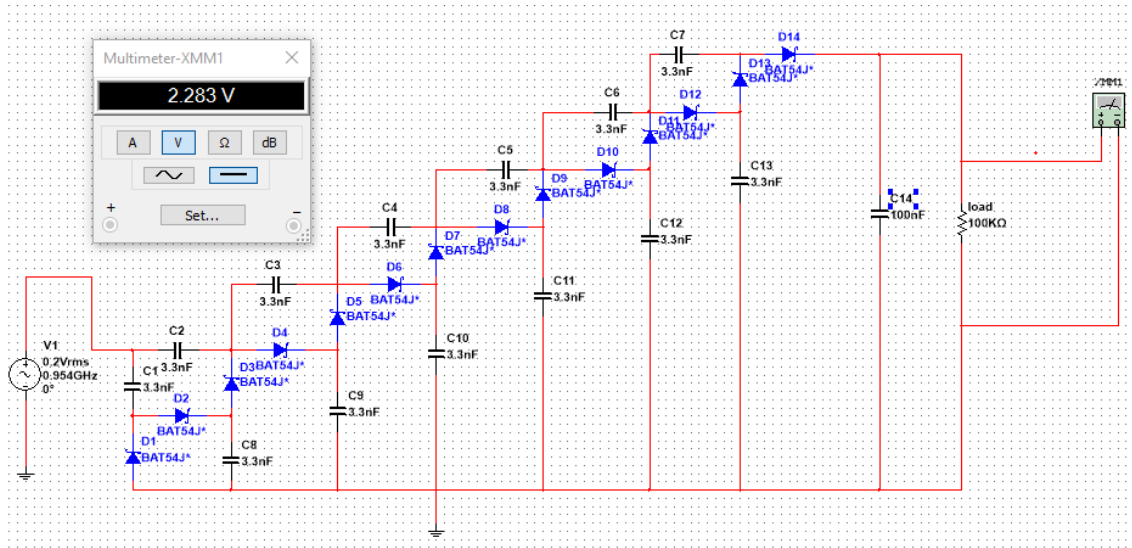 Multimeter-XMM1
2.283 V
A
V
Ω
dB
+
Set...
−
V1
0.2Vrms
0.954GHz
0°
C1
3.3nF
C2
3.3nF
C3
3.3nF
C4
3.3nF
C5
3.3nF
C6
3.3nF
C7
3.3nF
D1
BAT54J*
D2
BAT54J*
D3
BAT54J*
D4
BAT54J*
D5
BAT54J*
D6
BAT54J*
D7
BAT54J*
D8
BAT54J*
D9
BAT54J*
D10
BAT54J*
D11
BAT54J*
D12
BAT54J*
D13
BAT54J*
D14
BAT54J*
C8
3.3nF
C9
3.3nF
C10
3.3nF
C11
3.3nF
C12
3.3nF
C13
3.3nF
C14
100nF
load
100KΩ
XMM1